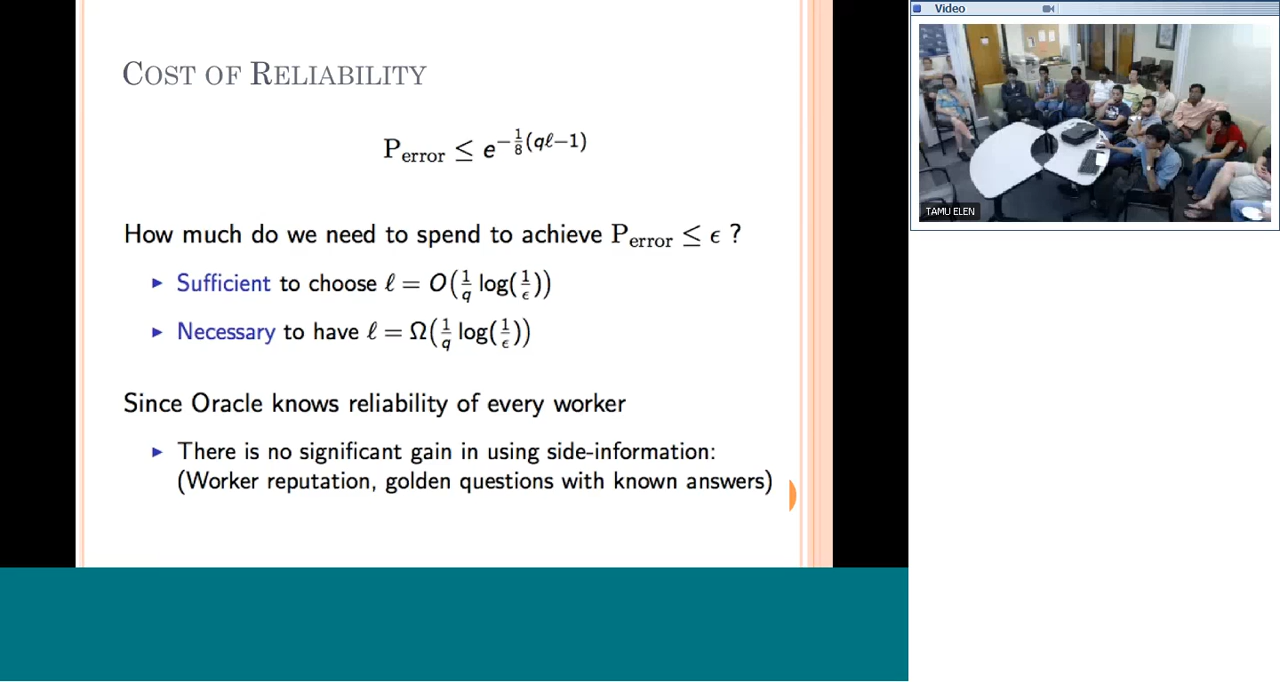 COST OF RELIABILITY
P_error ≤ e^{−1/8(qℓ−1)}
How much do we need to spend to achieve P_error ≤ ϵ ?
Sufficient to choose ℓ = O(1/q log(1/ϵ))
Necessary to have ℓ = Ω(1/q log(1/ϵ))
Since Oracle knows reliability of every worker
There is no significant gain in using side-information:
(Worker reputation, golden questions with known answers)
Video
TAMU ELEN